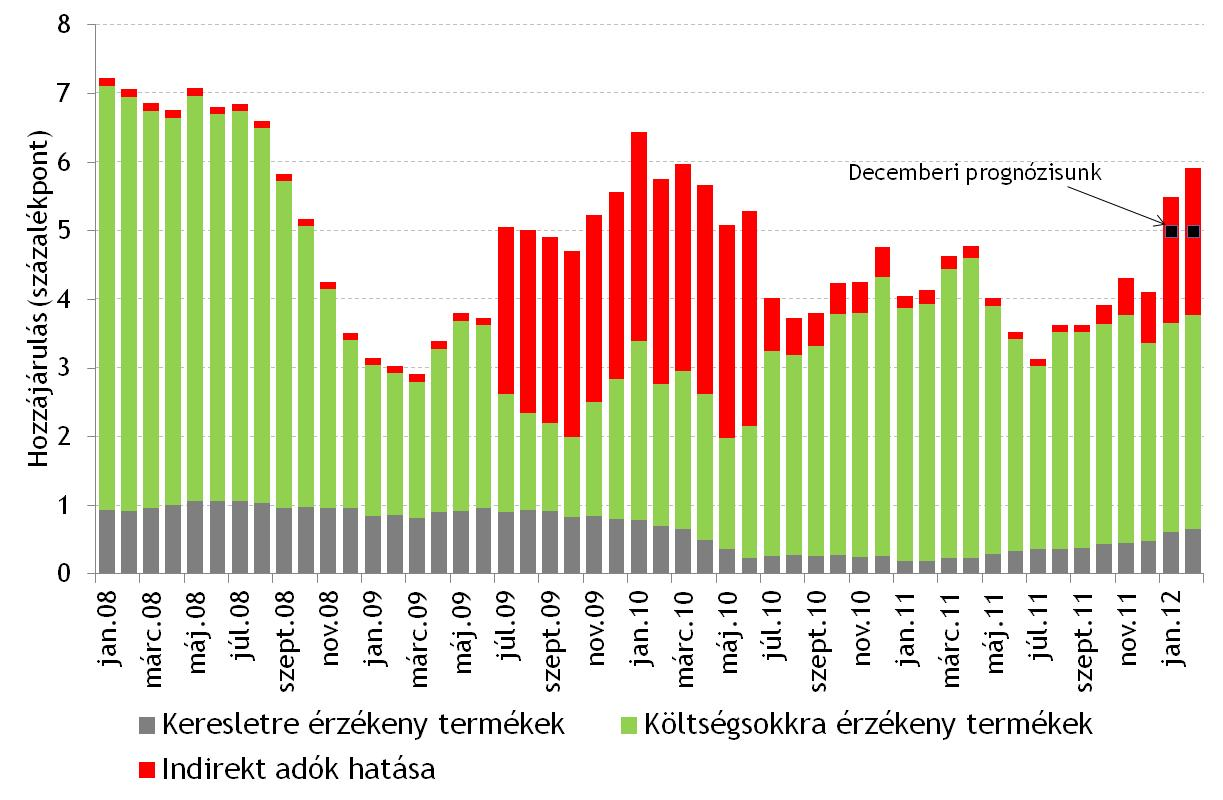 Hozzájárulás (százalékpont)
8
7
6
5
4
3
2
1
0
Decemberi prognózisunk
jan.08
márc.08
máj.08
júl.08
szept.08
nov.08
jan.09
márc.09
máj.09
júl.09
szept.09
nov.09
jan.10
márc.10
máj.10
júl.10
szept.10
nov.10
jan.11
márc.11
máj.11
júl.11
szept.11
nov.11
jan.12
Keresletre érzékeny termékek
Költségsokkra érzékeny termékek
Indirekt adók hatása